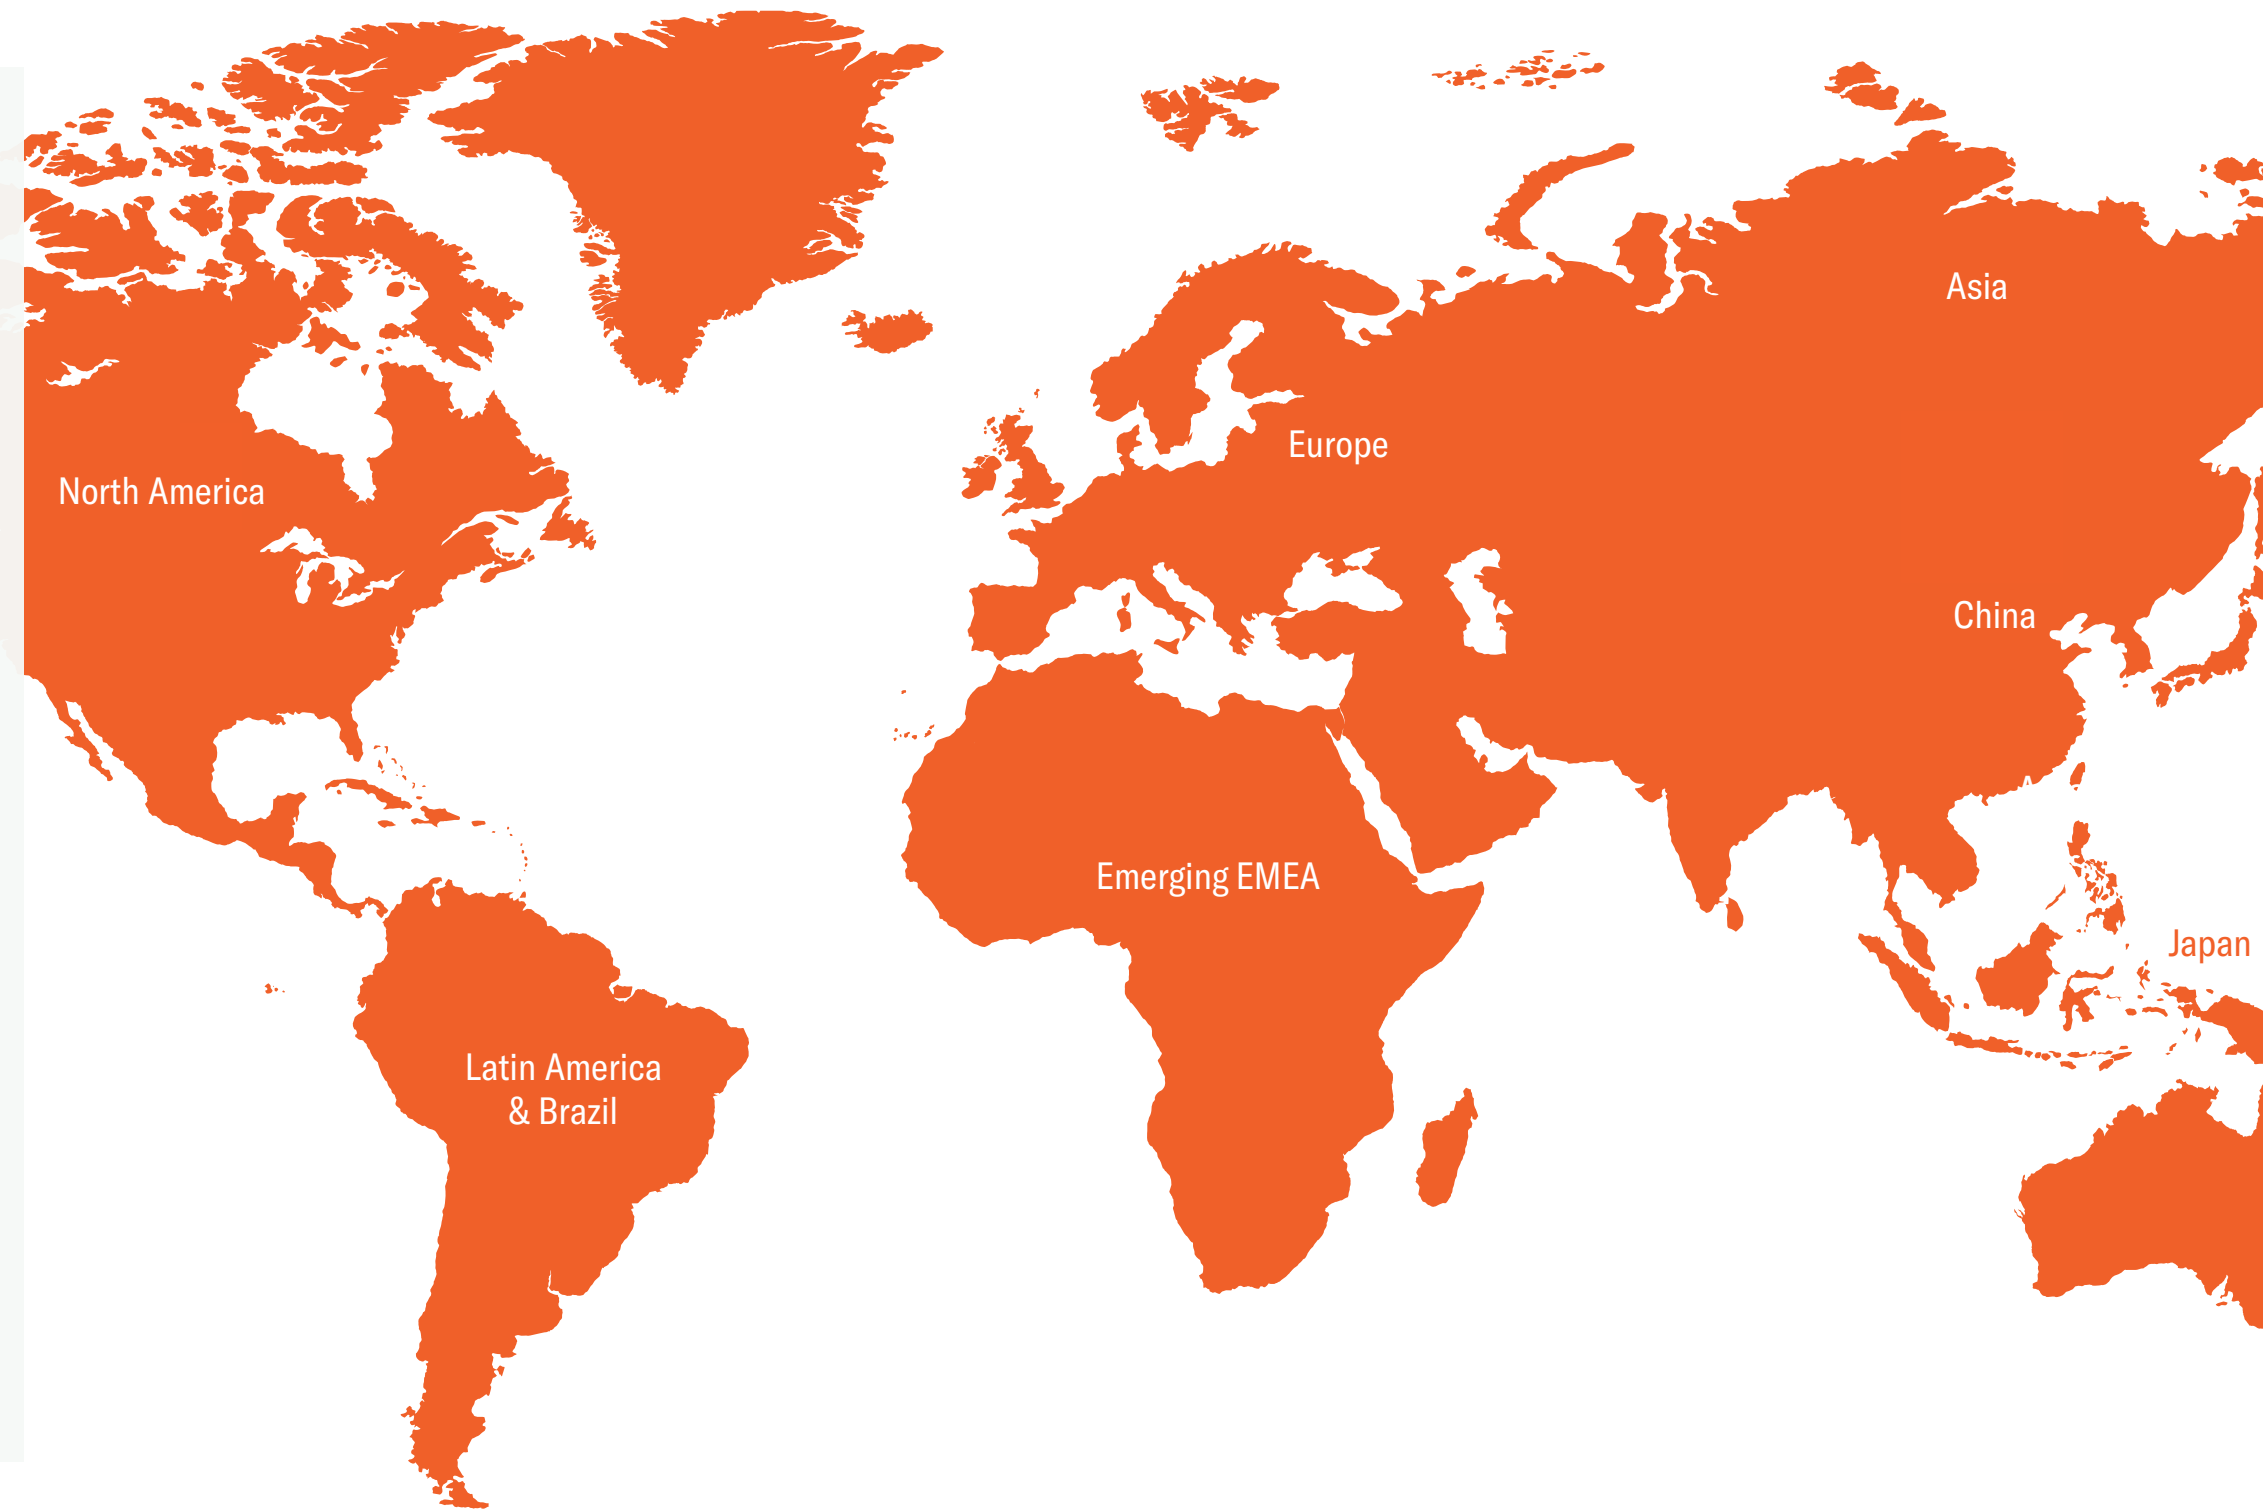 Asia
Europe
North America
China
Emerging EMEA
Japan
Latin America
& Brazil